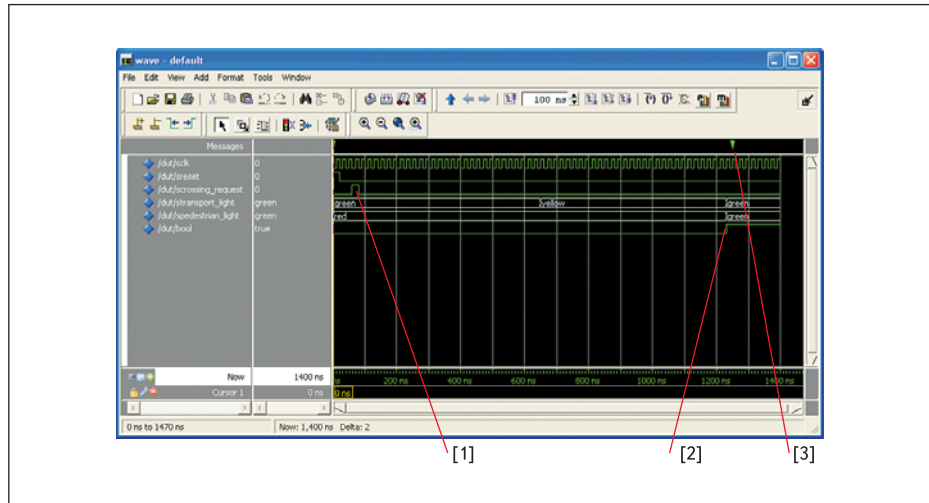 wave - default
File Edit View Add Format Tools Window
100 ns
Messages
/dut/sclk 0
/dut/sreset 0
/dut/scrossing_request 0
/dut/stransport_light green green yellow green
/dut/spedestrian_light green red green
/dut/bool true
Now 1400 ns ns 200 ns 400 ns 600 ns 800 ns 1000 ns 1200 ns 1400 ns
Cursor 1 0 ns 0 ns
0 ns to 1470 ns Now: 1,400 ns Delta: 2
[1] [2] [3]